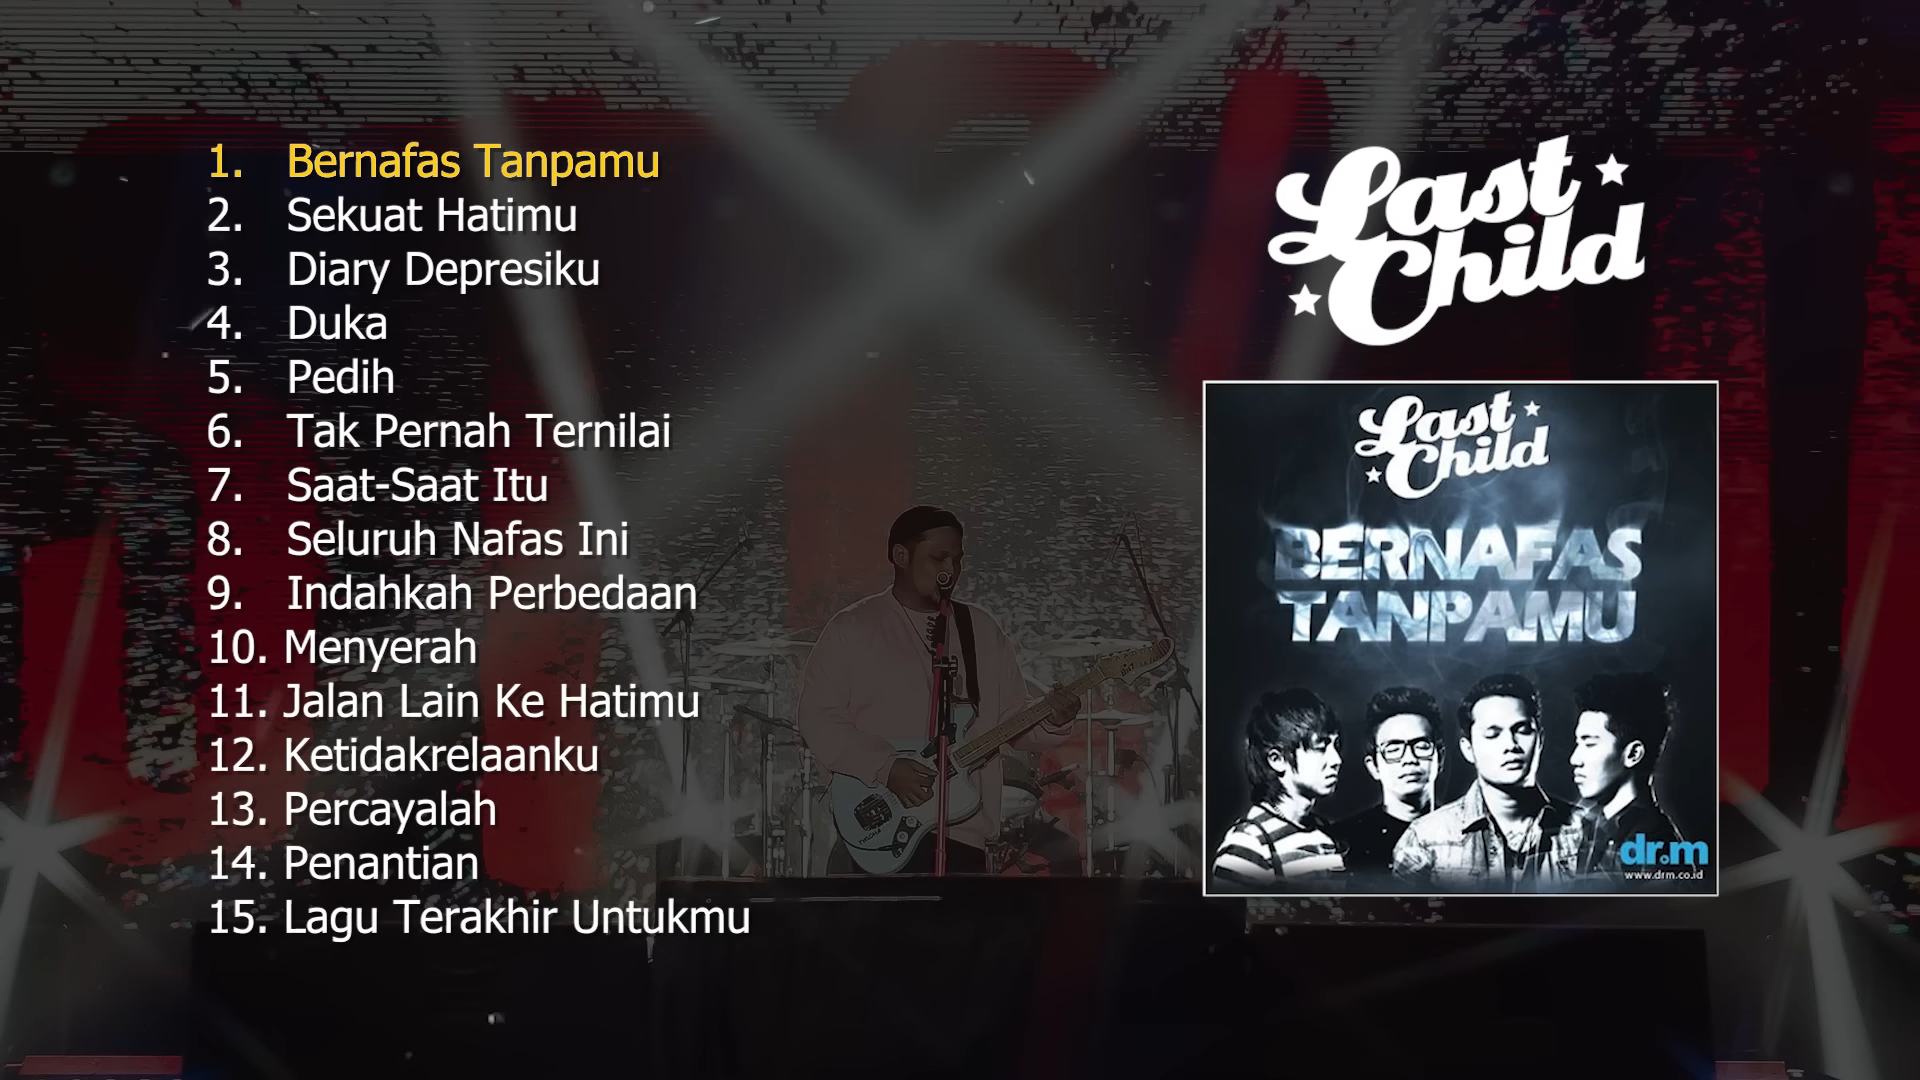 1. Bernafas Tanpamu
2. Sekuat Hatimu
3. Diary Depresiku
4. Duka
5. Pedih
6. Tak Pernah Ternilai
7. Saat-Saat Itu
8. Seluruh Nafas Ini
9. Indahkah Perbedaan
10. Menyerah
11. Jalan Lain Ke Hatimu
12. Ketidakrelaanku
13. Percayalah
14. Penantian
15. Lagu Terakhir Untukmu
Last
Child
Last
Child
BERNAFAS
TANPAMU
dr.m
www.drm.co.id